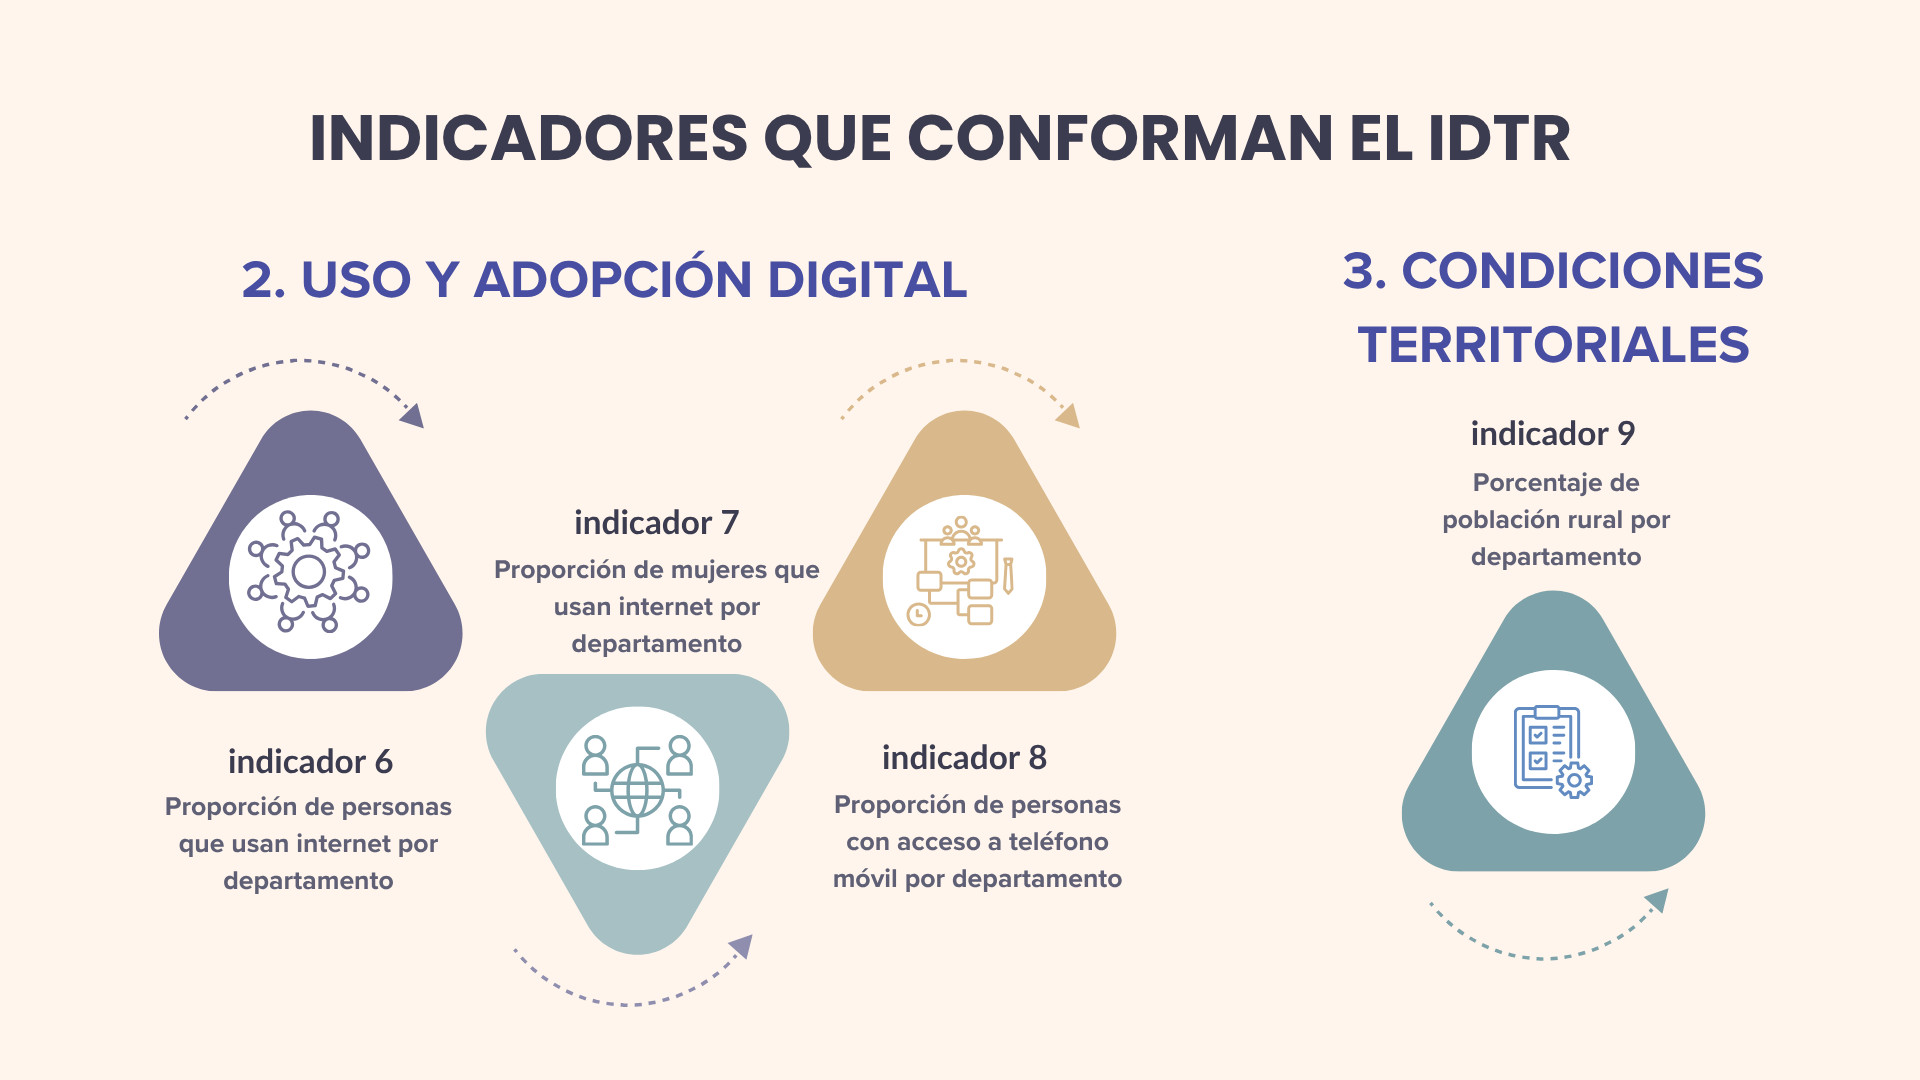 INDICADORES QUE CONFORMAN EL IDTR
2. USO Y ADOPCIÓN DIGITAL
indicador 6
Proporción de personas
que usan internet por
departamento
indicador 7
Proporción de mujeres que
usan internet por
departamento
indicador 8
Proporción de personas
con acceso a teléfono
móvil por departamento
3. CONDICIONES
TERRITORIALES
indicador 9
Porcentaje de
población rural por
departamento